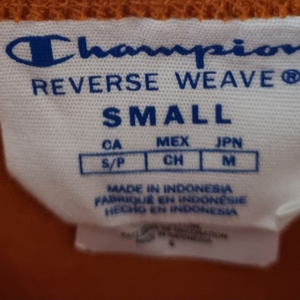 Champion
REVERSE WEAVE®
SMALL
CA MEX JPN
S/P CH M
MADE IN INDONESIA
FABRIQUÉ EN INDONÉSIE
HECHO EN INDONESIA